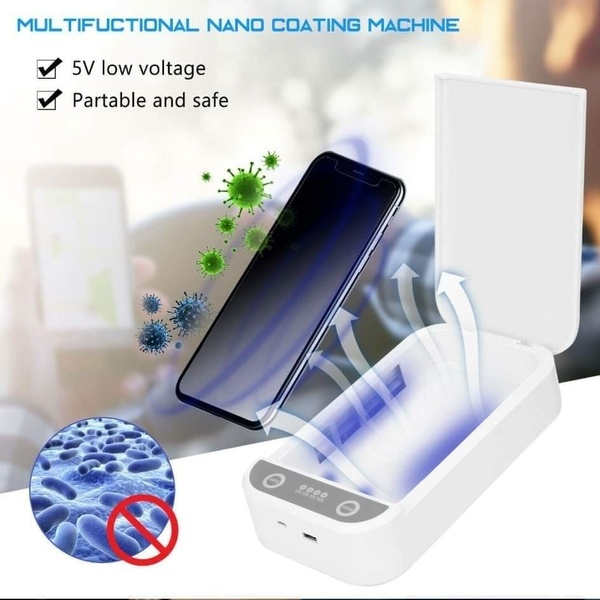 MULTIFUCTIONAL NANO COATING MACHINE
5V low voltage
Partable and safe